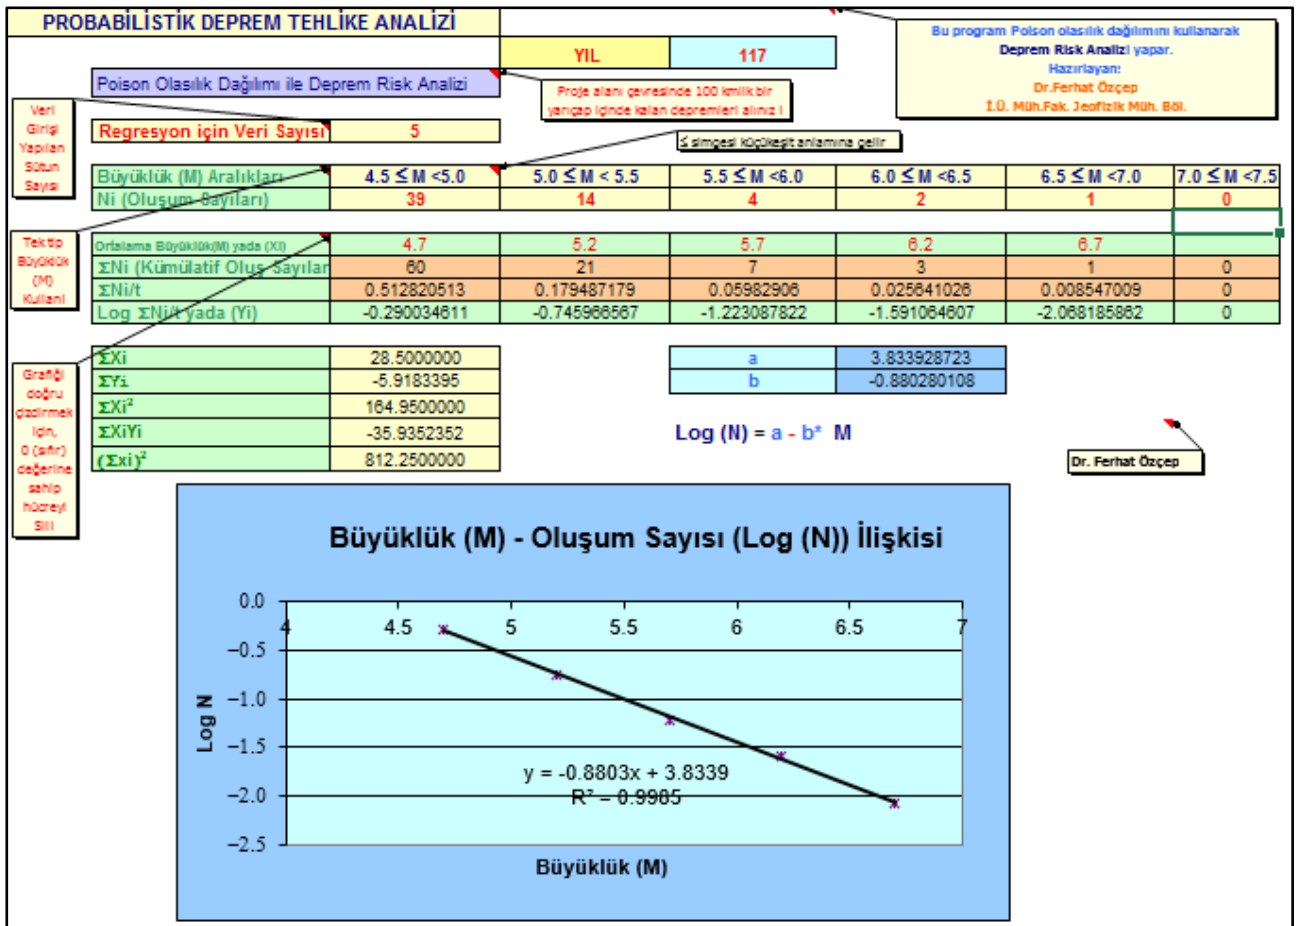 PROBABİLİSTİK DEPREM TEHLİKE ANALİZİ
YIL 117
Bu program Poison olasılık dağılımını kullanarak
Deprem Risk Analizi yapar.
Hazırlayan:
Dr.Ferhat Özçep
İ.Ü. Müh.Fak. Jeofizik Müh. Böl.
Poison Olasılık Dağılımı ile Deprem Risk Analizi
Proje alanı çevresinde 100 kmlik bir
yarıçap içinde kalan depremleri alınız !
Veri
Girişi
Yapılan
Sütun
Sayısı
Regresyon için Veri Sayısı 5
≤ simgesi küçükeşit anlamına gelir
Büyüklük (M) Aralıkları 4.5 ≤ M <5.0 5.0 ≤ M < 5.5 5.5 ≤ M <6.0 6.0 ≤ M <6.5 6.5 ≤ M <7.0 7.0 ≤ M <7.5
Ni (Oluşum Sayıları) 39 14 4 2 1 0
Tek tip
Büyüklük
(M)
Kullanı
Ortalama Büyüklük(M) yada (Xi) 4.7 5.2 5.7 6.2 6.7
ΣNi (Kümülatif Oluş Sayılar 60 21 7 3 1 0
ΣNi/t 0.512820513 0.179487179 0.05982906 0.025641026 0.008547009 0
Log ΣNi/t yada (Yi) -0.290034611 -0.745966567 -1.223087822 -1.591064607 -2.068185862 0
Grafiği
doğru
çizdirmek
için,
0 (sıfır)
değerine
sahip
hücreyi
Sil!
ΣXi 28.5000000
ΣYi -5.9183395
ΣXi² 164.9500000
ΣXiYi -35.9352352
(Σxi)² 812.2500000
a 3.833928723
b -0.880280108
Log (N) = a - b* M
Dr. Ferhat Özçep
Büyüklük (M) - Oluşum Sayısı (Log (N)) İlişkisi
0.0
−0.5
−1.0
−1.5
−2.0
−2.5
4 4.5 5 5.5 6 6.5 7
Log N
y = -0.8803x + 3.8339
R² = 0.9985
Büyüklük (M)